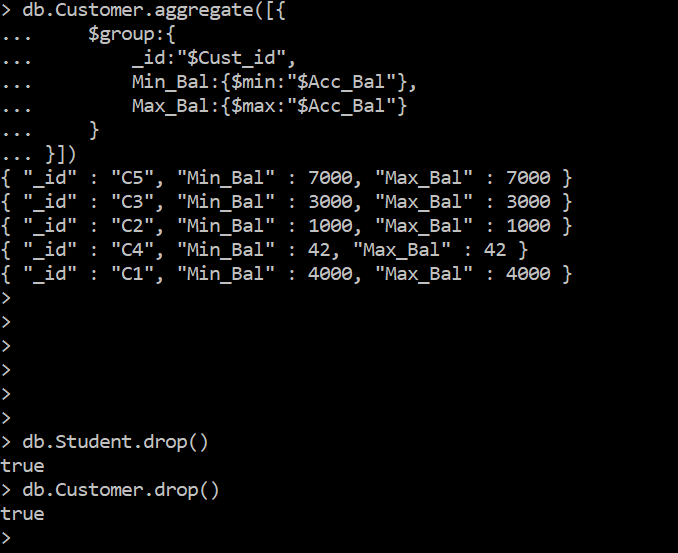 > db.Customer.aggregate([{
...     $group:{
...         _id:"$Cust_id",
...         Min_Bal:{$min:"$Acc_Bal"},
...         Max_Bal:{$max:"$Acc_Bal"}
...     }
... }])
{ "_id" : "C5", "Min_Bal" : 7000, "Max_Bal" : 7000 }
{ "_id" : "C3", "Min_Bal" : 3000, "Max_Bal" : 3000 }
{ "_id" : "C2", "Min_Bal" : 1000, "Max_Bal" : 1000 }
{ "_id" : "C4", "Min_Bal" : 42, "Max_Bal" : 42 }
{ "_id" : "C1", "Min_Bal" : 4000, "Max_Bal" : 4000 }
>
>
>
>
>
>
> db.Student.drop()
true
> db.Customer.drop()
true
>